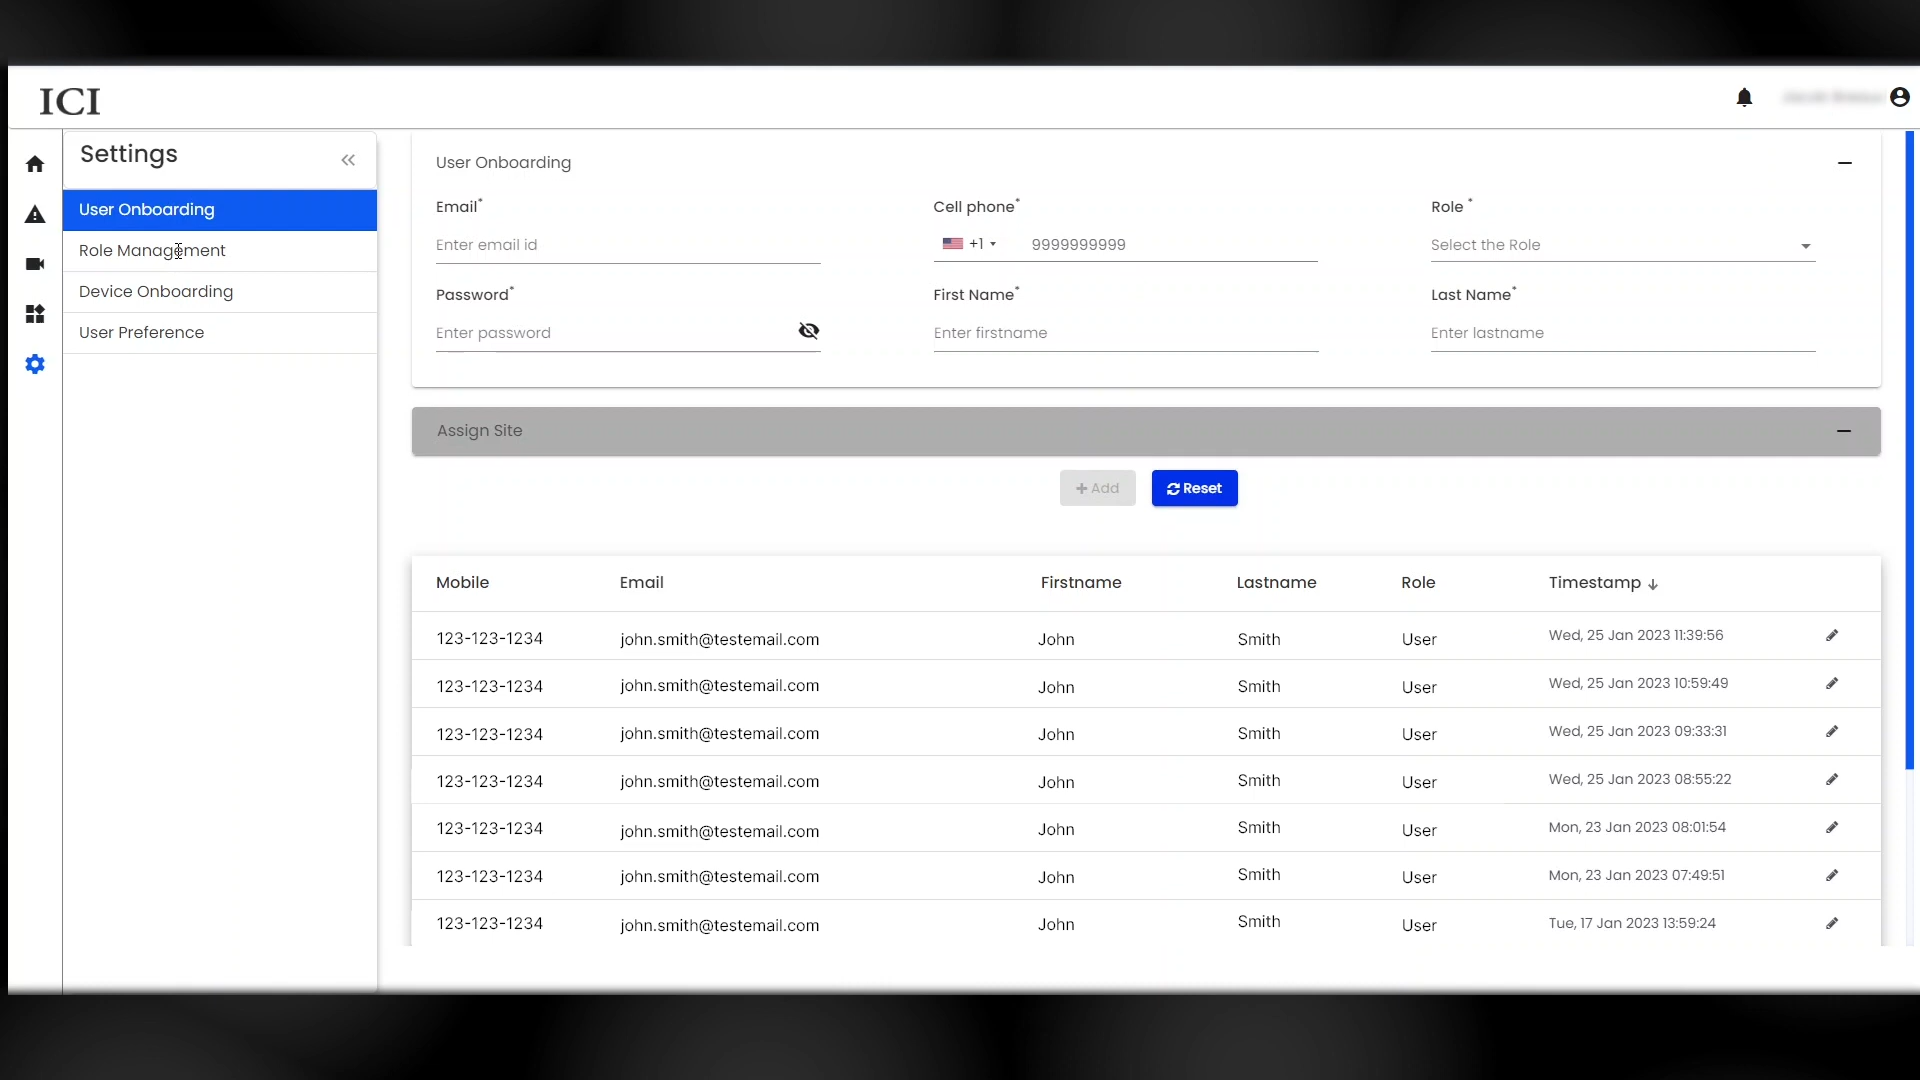 ICI
Settings
User Onboarding
Role Management
Device Onboarding
User Preference
User Onboarding
Email* Cell phone* Role *
Enter email id +1 9999999999 Select the Role
Password* First Name* Last Name*
Enter password Enter firstname Enter lastname
Assign Site
+ Add Reset
Mobile Email Firstname Lastname Role Timestamp
123-123-1234 john.smith@testemail.com John Smith User Wed, 25 Jan 2023 11:39:56
123-123-1234 john.smith@testemail.com John Smith User Wed, 25 Jan 2023 10:59:49
123-123-1234 john.smith@testemail.com John Smith User Wed, 25 Jan 2023 09:33:31
123-123-1234 john.smith@testemail.com John Smith User Wed, 25 Jan 2023 08:55:22
123-123-1234 john.smith@testemail.com John Smith User Mon, 23 Jan 2023 08:01:54
123-123-1234 john.smith@testemail.com John Smith User Mon, 23 Jan 2023 07:49:51
123-123-1234 john.smith@testemail.com John Smith User Tue, 17 Jan 2023 13:59:24